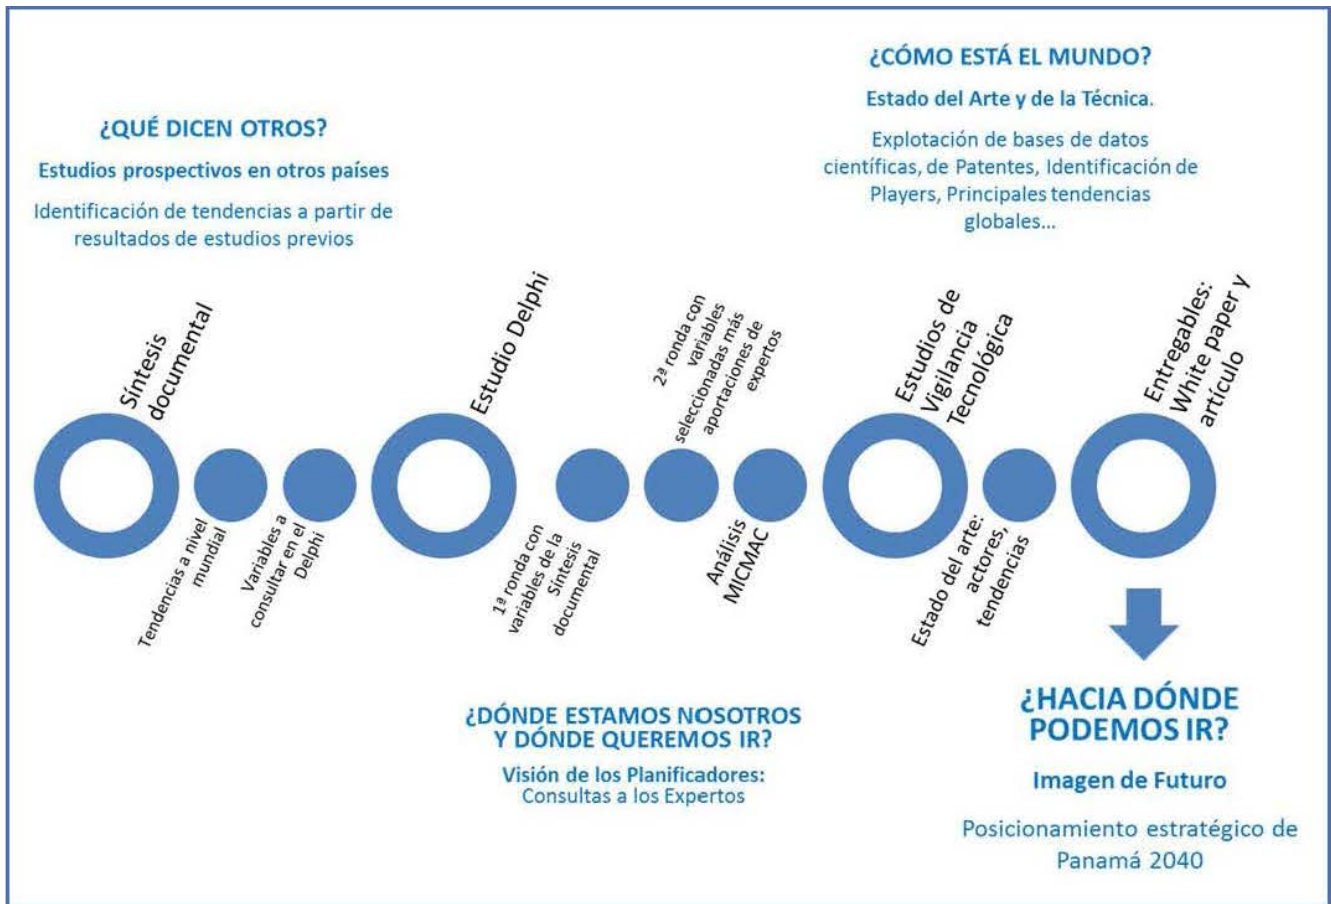 ¿QUÉ DICEN OTROS?
Estudios prospectivos en otros países
Identificación de tendencias a partir de
resultados de estudios previos
¿CÓMO ESTÁ EL MUNDO?
Estado del Arte y de la Técnica.
Explotación de bases de datos
científicas, de Patentes, Identificación de
Players, Principales tendencias
globales...
Síntesis
documental
Tendencias a nivel
mundial
Variables a
consultar en el
Delphi
Estudio Delphi
1ª ronda con
variables de la
Síntesis
documental
2ª ronda con
variables
seleccionadas más
aportaciones de
expertos
Análisis
MICMAC
Estudios de
Vigilancia
Tecnológica
Estado del arte:
actores,
tendencias
Entregables:
White paper y
artículo
¿DÓNDE ESTAMOS NOSOTROS
Y DÓNDE QUEREMOS IR?
Visión de los Planificadores:
Consultas a los Expertos
¿HACIA DÓNDE
PODEMOS IR?
Imagen de Futuro
Posicionamiento estratégico de
Panamá 2040